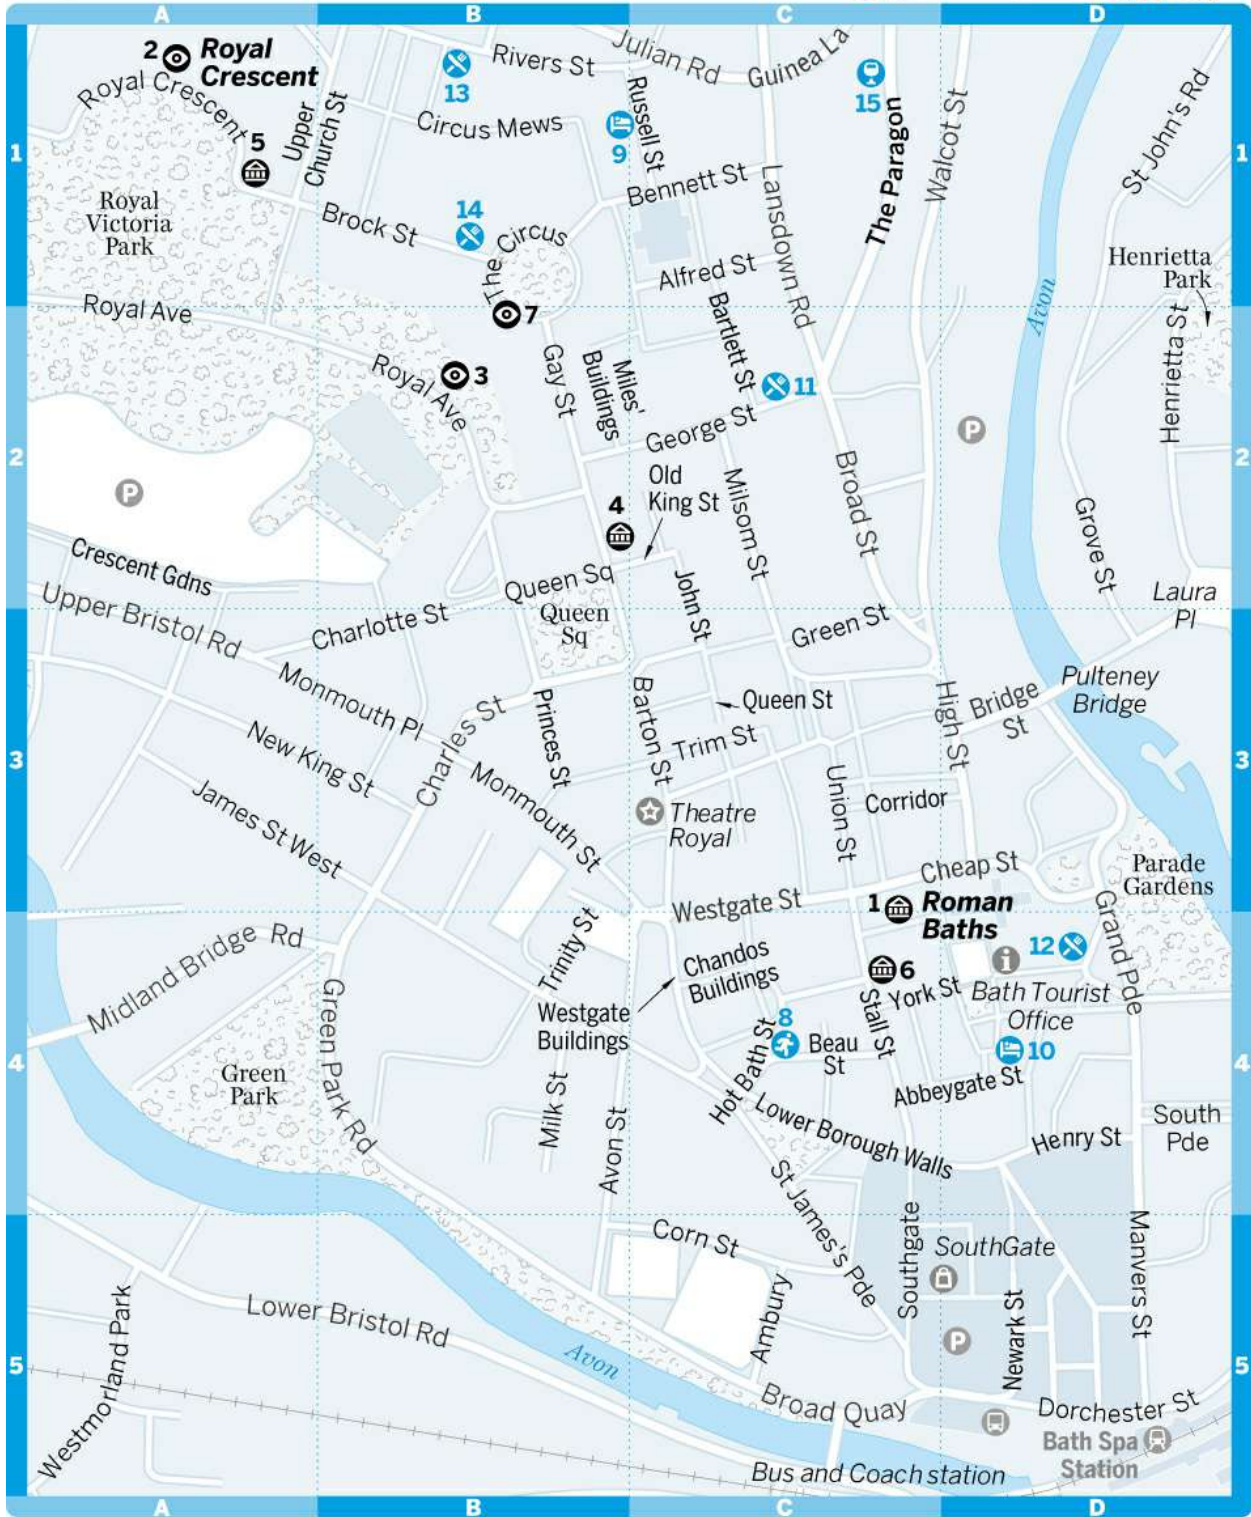 A
B
C
D
2
Royal
Crescent
13
Rivers St
Julian Rd
Guinea La
15
Royal Crescent
5
Upper
Church St
Circus Mews
9
Russell St
The Paragon
Walcot St
St John's Rd
1
1
Royal
Victoria
Park
Brock St
14
The Circus
Bennett St
Lansdown Rd
Alfred St
Henrietta
Park
Avon
Royal Ave
7
3
Royal Ave
Gay St
Miles'
Buildings
Bartlett St
11
George St
Henrietta St
P
2
2
P
4
Old
King St
Milsom St
Broad St
Grove St
Crescent Gdns
Queen Sq
Queen
Sq
John St
Laura
Pl
Upper Bristol Rd
Charlotte St
Green St
Monmouth Pl
Charles St
Princes St
Barton St
Queen St
High St
Bridge
St
Pulteney
Bridge
New King St
Trim St
3
3
James St West
Monmouth St
Theatre
Royal
Union St
Corridor
Cheap St
Parade
Gardens
Westgate St
1
Roman
Baths
Grand Pde
12
Midland Bridge Rd
Trinity St
Chandos
Buildings
6
York St
Bath Tourist
Office
Green Park Rd
Westgate
Buildings
8
Hot Bath St
Beau
St
Stall St
10
4
4
Green
Park
Milk St
Avon St
Abbeygate St
Lower Borough Walls
Henry St
South
Pde
St James's Pde
Corn St
Southgate
SouthGate
Manvers St
Westmorland Park
Lower Bristol Rd
Ambury
P
Newark St
5
5
Avon
Broad Quay
Dorchester St
Bath Spa
Station
Bus and Coach station
A
B
C
D